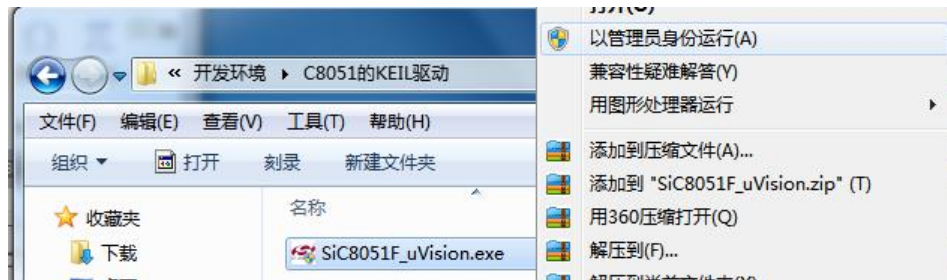 « 开发环境 ▸ C8051的KEIL驱动
文件(F) 编辑(E) 查看(V) 工具(T) 帮助(H)
组织 ▼ 打开 刻录 新建文件夹
收藏夹
下载
名称
SiC8051F_uVision.exe
打开(O)
以管理员身份运行(A)
兼容性疑难解答(Y)
用图形处理器运行
添加到压缩文件(A)...
添加到 "SiC8051F_uVision.zip" (T)
用360压缩打开(Q)
解压到(F)...